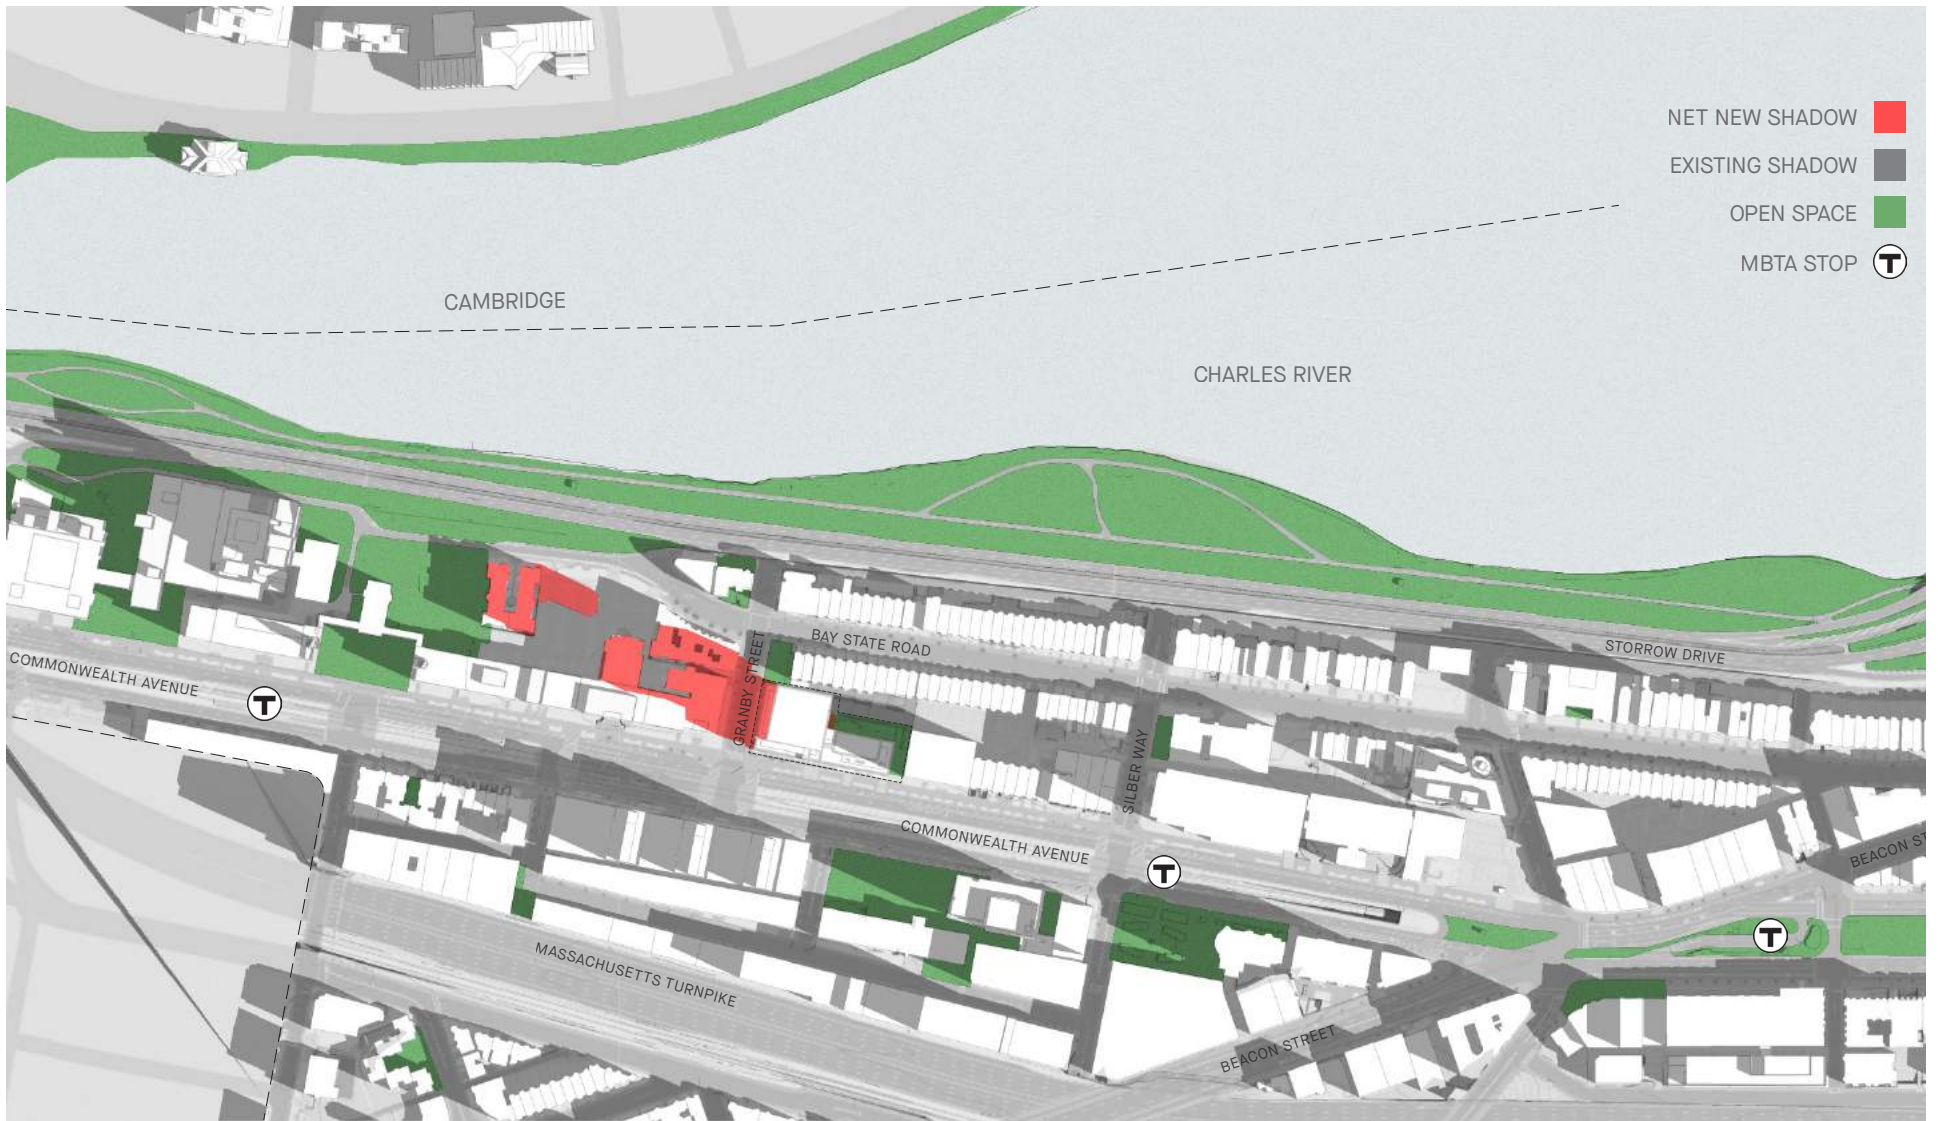 NET NEW SHADOW
EXISTING SHADOW
OPEN SPACE
MBTA STOP T
CAMBRIDGE
CHARLES RIVER
BAY STATE ROAD
STORROW DRIVE
COMMONWEALTH AVENUE
T
GRANBY STREET
SILBER WAY
COMMONWEALTH AVENUE
T
BEACON ST
T
MASSACHUSETTS TURNPIKE
BEACON STREET